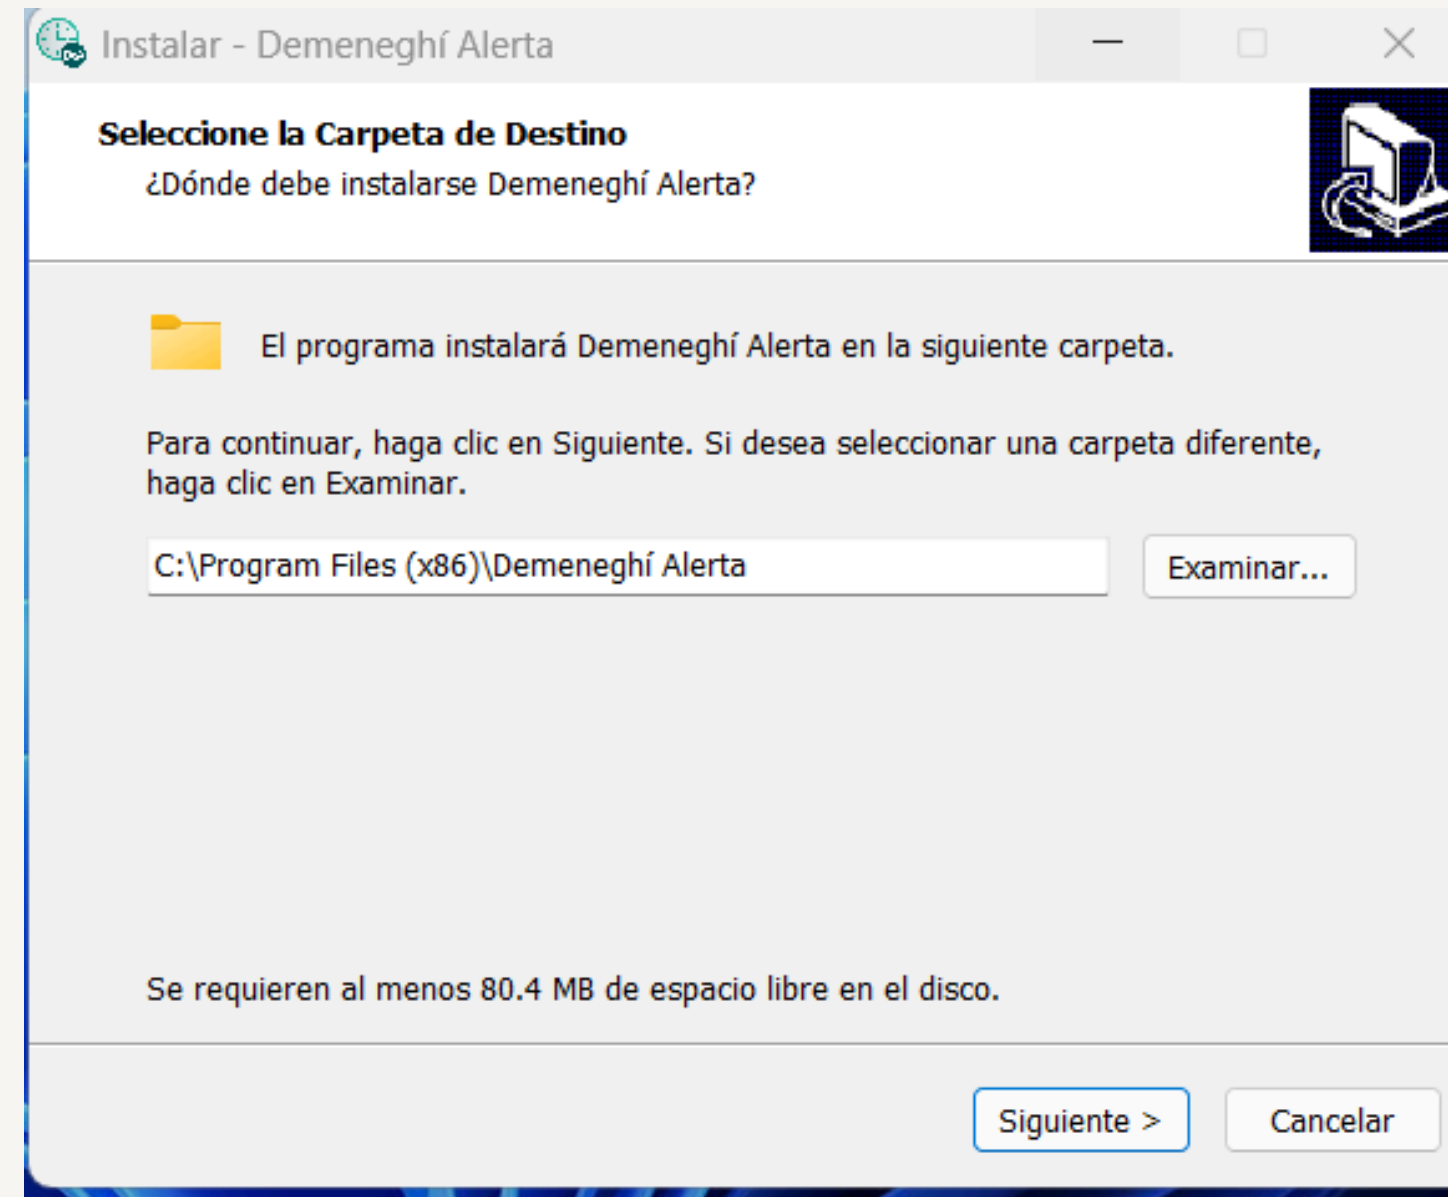 Instalar - Demeneghí Alerta
Seleccione la Carpeta de Destino
¿Dónde debe instalarse Demeneghí Alerta?
El programa instalará Demeneghí Alerta en la siguiente carpeta.
Para continuar, haga clic en Siguiente. Si desea seleccionar una carpeta diferente,
haga clic en Examinar.
C:\Program Files (x86)\Demeneghí Alerta
Examinar...
Se requieren al menos 80.4 MB de espacio libre en el disco.
Siguiente >
Cancelar